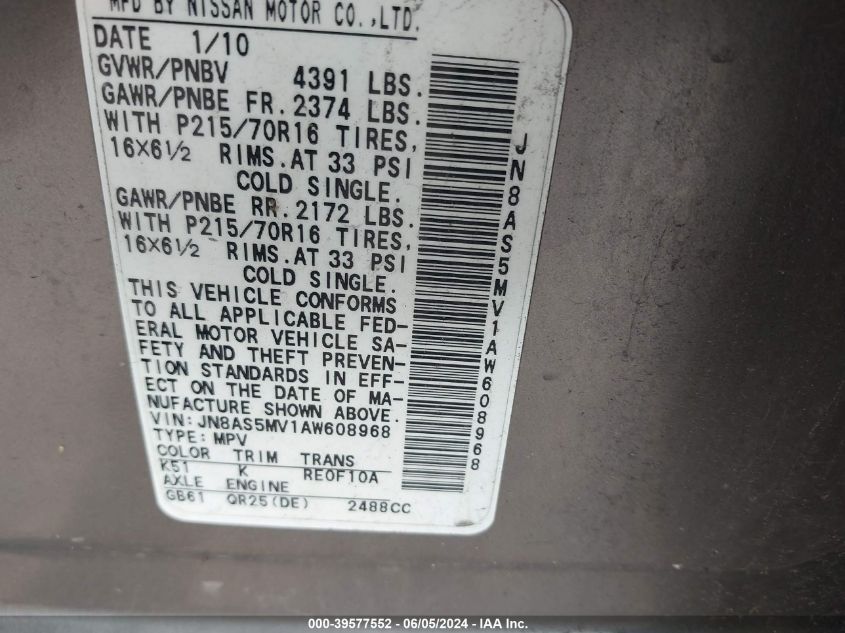 MFD BY NISSAN MOTOR CO.,LTD.
DATE 1/10
GVWR/PNBV 4391 LBS.
GAWR/PNBE FR.2374 LBS.
WITH P215/70R16 TIRES,
16X6½ RIMS.AT 33 PSI
COLD SINGLE.
GAWR/PNBE RR.2172 LBS.
WITH P215/70R16 TIRES,
16X6½ RIMS.AT 33 PSI
COLD SINGLE.
THIS VEHICLE CONFORMS
TO ALL APPLICABLE FED-
ERAL MOTOR VEHICLE SA-
FETY AND THEFT PREVEN-
TION STANDARDS IN EFF-
ECT ON THE DATE OF MA-
NUFACTURE SHOWN ABOVE.
VIN: JN8AS5MV1AW608968
TYPE: MPV
COLOR TRIM TRANS
K51 K RE0F10A
AXLE ENGINE
GB61 QR25(DE) 2488CC
JN8AS5MV1AW608968
000-39577552 - 06/05/2024 - IAA Inc.